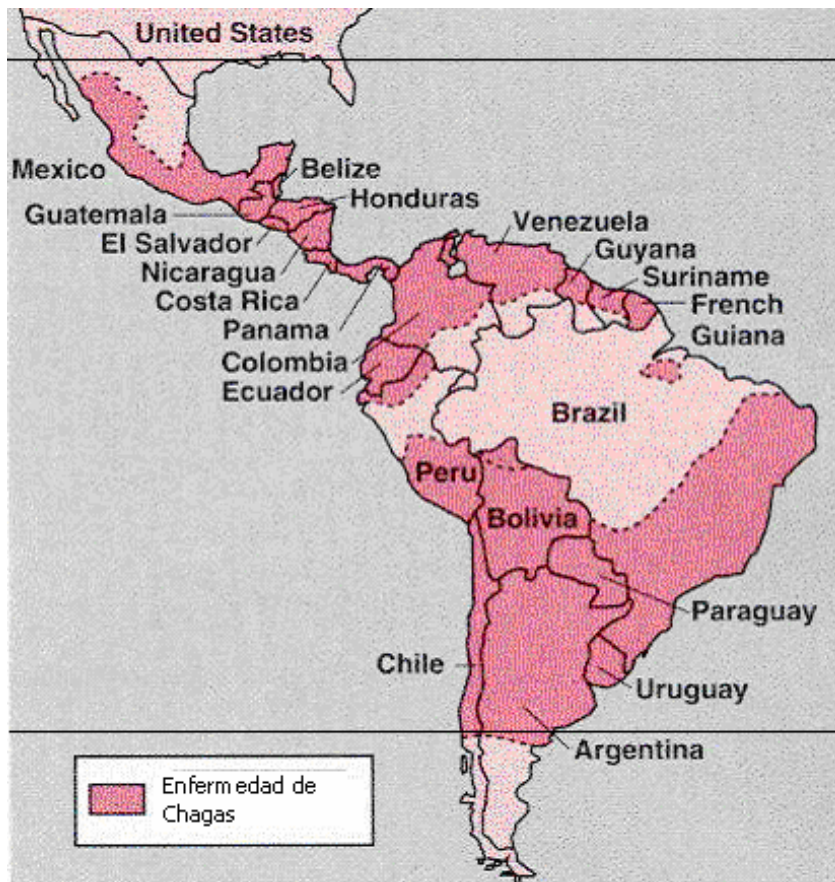 United States
Mexico
Belize
Honduras
Guatemala
El Salvador
Nicaragua
Costa Rica
Panama
Colombia
Ecuador
Venezuela
Guyana
Suriname
French
Guiana
Brazil
Peru
Bolivia
Paraguay
Chile
Uruguay
Argentina
Enfermedad de
Chagas